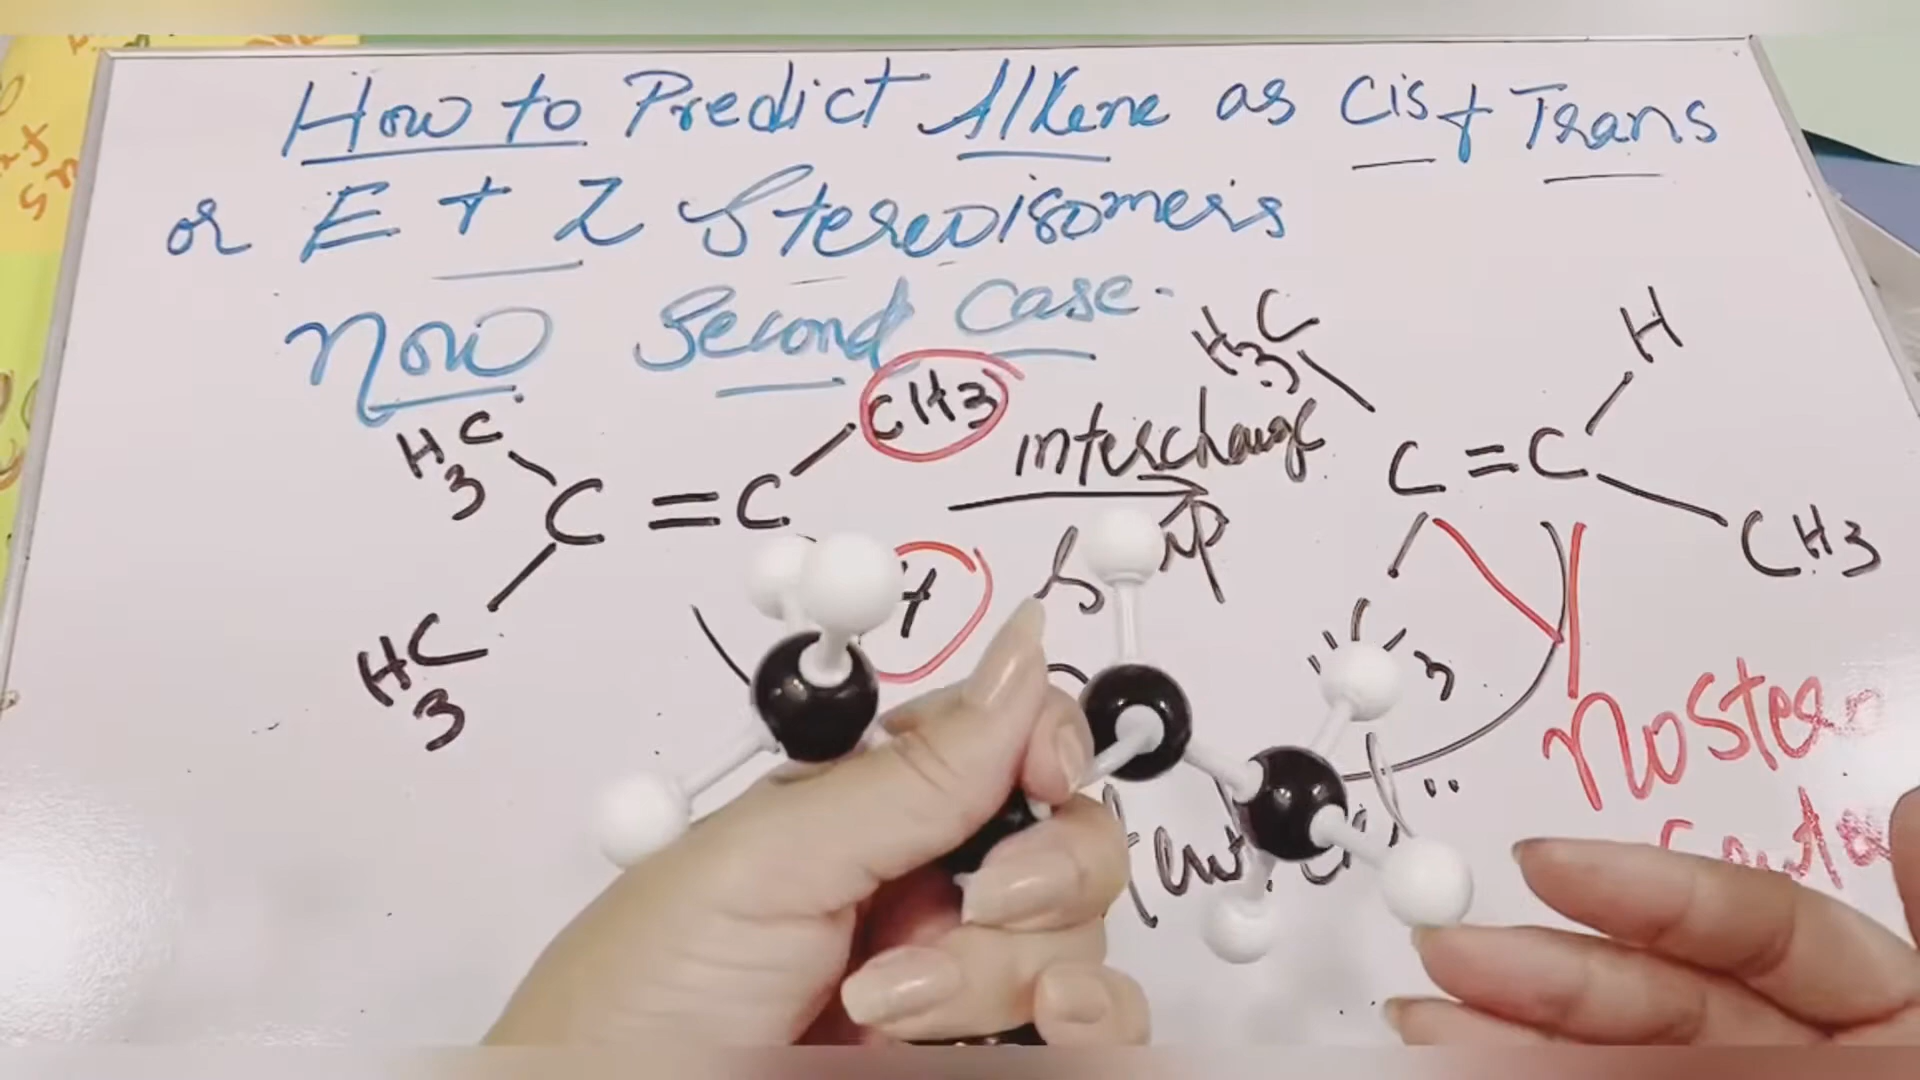 How to Predict Alkene as Cis + Trans
or E + Z Stereoisomers
Now Second Case.
H3C
H
H3C
CH3
interchange
C = C
C = C
CH3
H3C
3
No Stereo